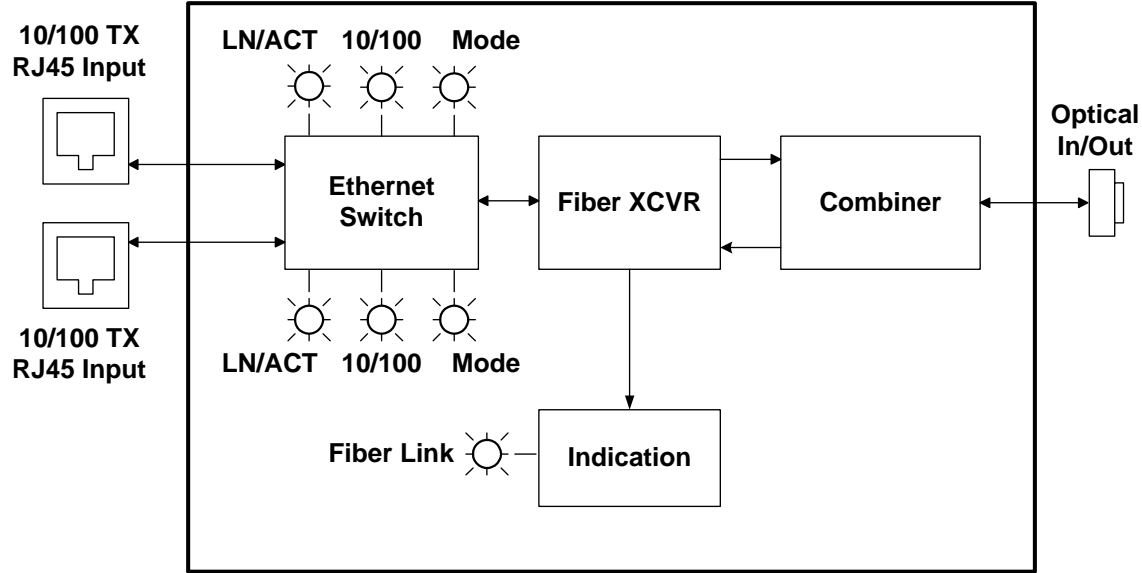 10/100 TX
RJ45 Input
LN/ACT 10/100 Mode
Optical
In/Out
Ethernet
Switch
Fiber XCVR
Combiner
10/100 TX
RJ45 Input
LN/ACT 10/100 Mode
Fiber Link
Indication